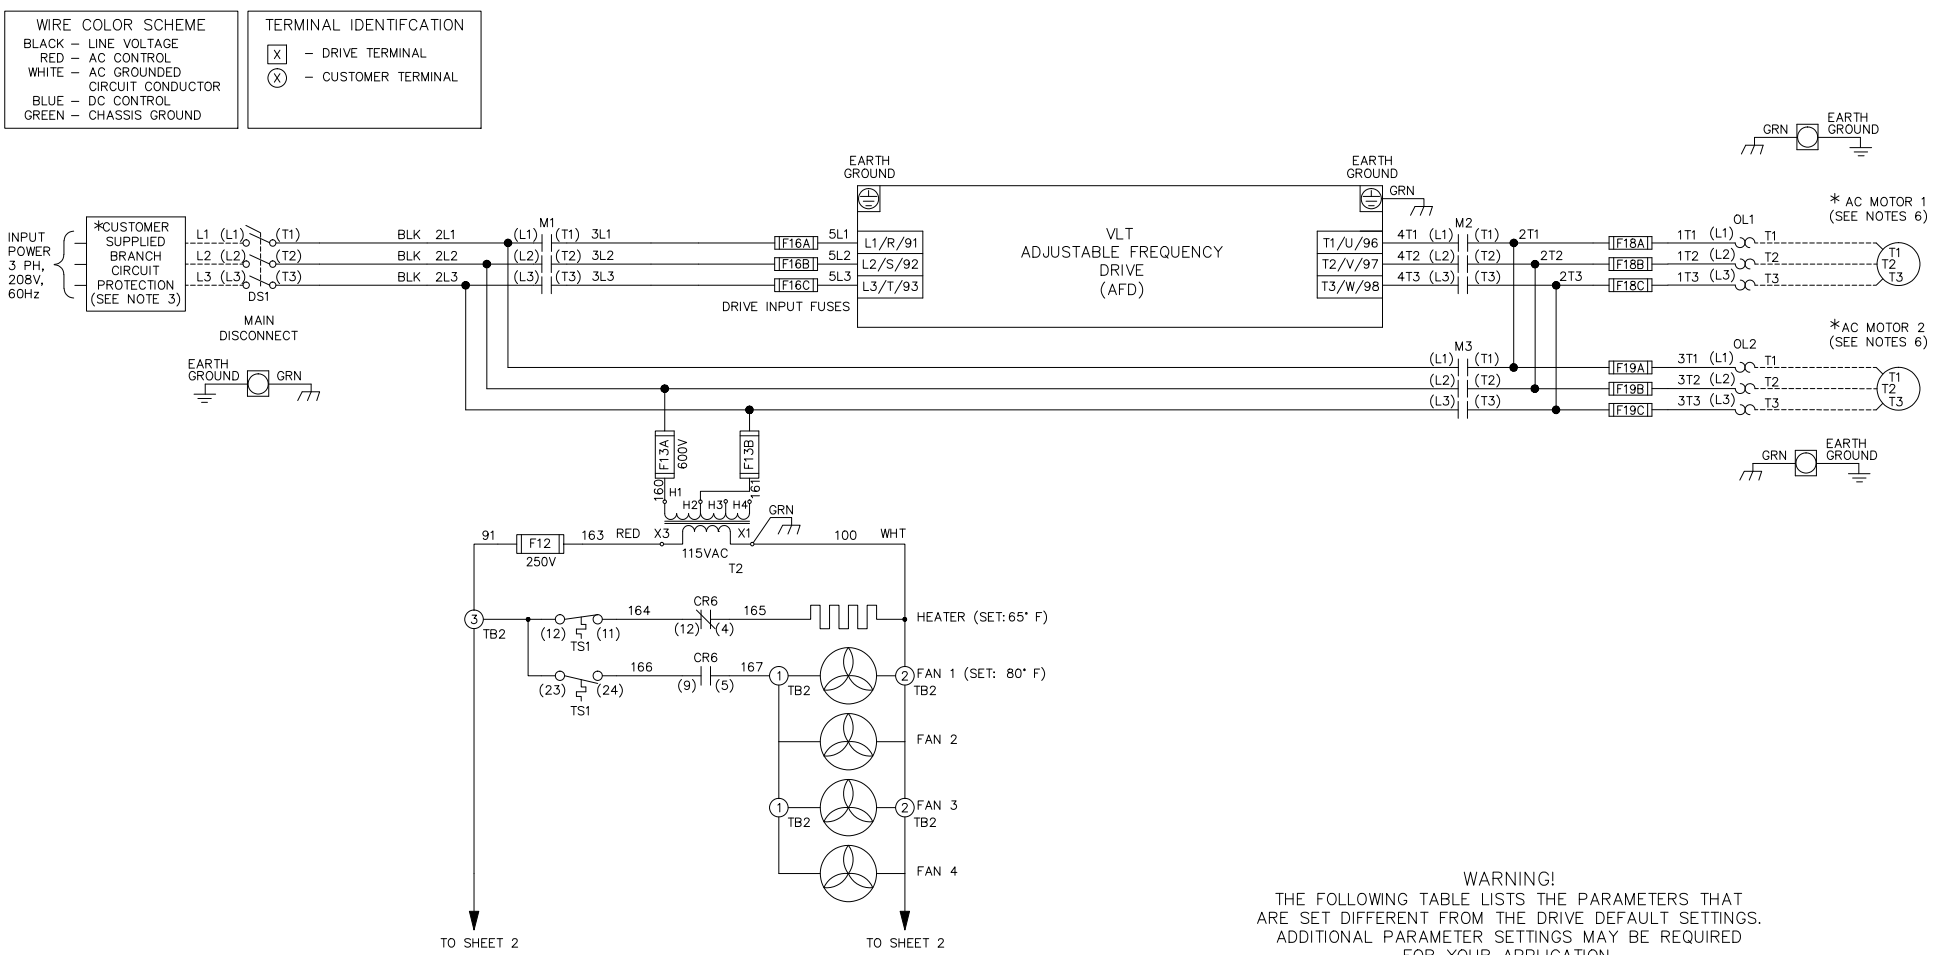 WIRE COLOR SCHEME
BLACK – LINE VOLTAGE
RED – AC CONTROL
WHITE – AC GROUNDED
CIRCUIT CONDUCTOR
BLUE – DC CONTROL
GREEN – CHASSIS GROUND
TERMINAL IDENTIFCATION
X – DRIVE TERMINAL
X – CUSTOMER TERMINAL
INPUT
POWER
3 PH,
208V,
60Hz
*CUSTOMER
SUPPLIED
BRANCH
CIRCUIT
PROTECTION
(SEE NOTE 3)
L1 (L1) (T1) BLK 2L1 (L1) M1 (T1) 3L1 F16A 5L1 L1/R/91
L2 (L2) (T2) BLK 2L2 (L2) (T2) 3L2 F16B 5L2 L2/S/92
L3 (L3) (T3) BLK 2L3 (L3) (T3) 3L3 F16C 5L3 L3/T/93
DS1
MAIN
DISCONNECT
DRIVE INPUT FUSES
EARTH
GROUND
GRN
EARTH
GROUND
VLT
ADJUSTABLE FREQUENCY
DRIVE
(AFD)
EARTH
GROUND
GRN
T1/U/96 4T1 (L1) M2 (T1) 2T1 F18A 1T1 (L1) OL1 T1
T2/V/97 4T2 (L2) (T2) 2T2 F18B 1T2 (L2) T2
T3/W/98 4T3 (L3) (T3) 2T3 F18C 1T3 (L3) T3
T1
T2
T3
GRN
EARTH
GROUND
* AC MOTOR 1
(SEE NOTES 6)
* AC MOTOR 2
(SEE NOTES 6)
(L1) M3 (T1) F19A 3T1 (L1) OL2 T1
(L2) (T2) F19B 3T2 (L2) T2
(L3) (T3) F19C 3T3 (L3) T3
T1
T2
T3
GRN
EARTH
GROUND
F13A
600V
F13B
160
161
H1
H2 H3 H4
GRN
91 F12 163 RED X3 X1 100 WHT
250V
115VAC
T2
3
TB2
164 CR6 165 HEATER (SET: 65° F)
(12) (11) (12) (4)
TS1
166 CR6 167 1 2 FAN 1 (SET: 80° F)
(23) (24) (9) (5) TB2 TB2
TS1
FAN 2
1 2 FAN 3
TB2 TB2
FAN 4
TO SHEET 2
TO SHEET 2
WARNING!
THE FOLLOWING TABLE LISTS THE PARAMETERS THAT
ARE SET DIFFERENT FROM THE DRIVE DEFAULT SETTINGS.
ADDITIONAL PARAMETER SETTINGS MAY BE REQUIRED
FOR YOUR APPLICATION